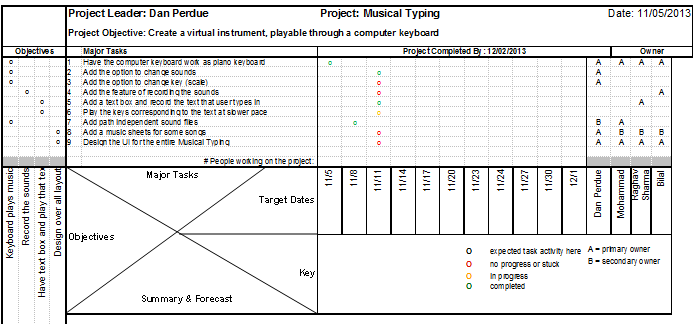 Project Leader: Dan Perdue Project: Musical Typing Date: 11/05/2013
Project Objective: Create a virtual instrument, playable through a computer keyboard
Objectives Major Tasks Project Completed By : 12/02/2013 Owner
o 1 Have the computer keyboard work as piano keyboard o A A A A
o 2 Add the option to change sounds o A
o 3 Add the option to change key (scale) o A
o 4 Add the feature of recording the sounds o A
o 5 Add a text box and record the text that user types in o A
o 6 Play the keys corresponding to the text at slower pace o
o 7 Add path independent sound files o B A
o 8 Add a music sheets for some songs o A B B B
o 9 Design the UI for the entire Musical Typing o A A A A
# People working on the project:
Keyboard plays music
Record the sounds
Have text box and play that tex
Design over all layout
Major Tasks
Target Dates
Objectives
Key
Summary & Forecast
11/5 11/8 11/11 11/14 11/17 11/20 11/23 11/27 11/30 12/1
Dan Perdue
Mohammad
Raghav Sharma
Bilal
o expected task activity here A = primary owner
o no progress or stuck B = secondary owner
o In progress
o completed